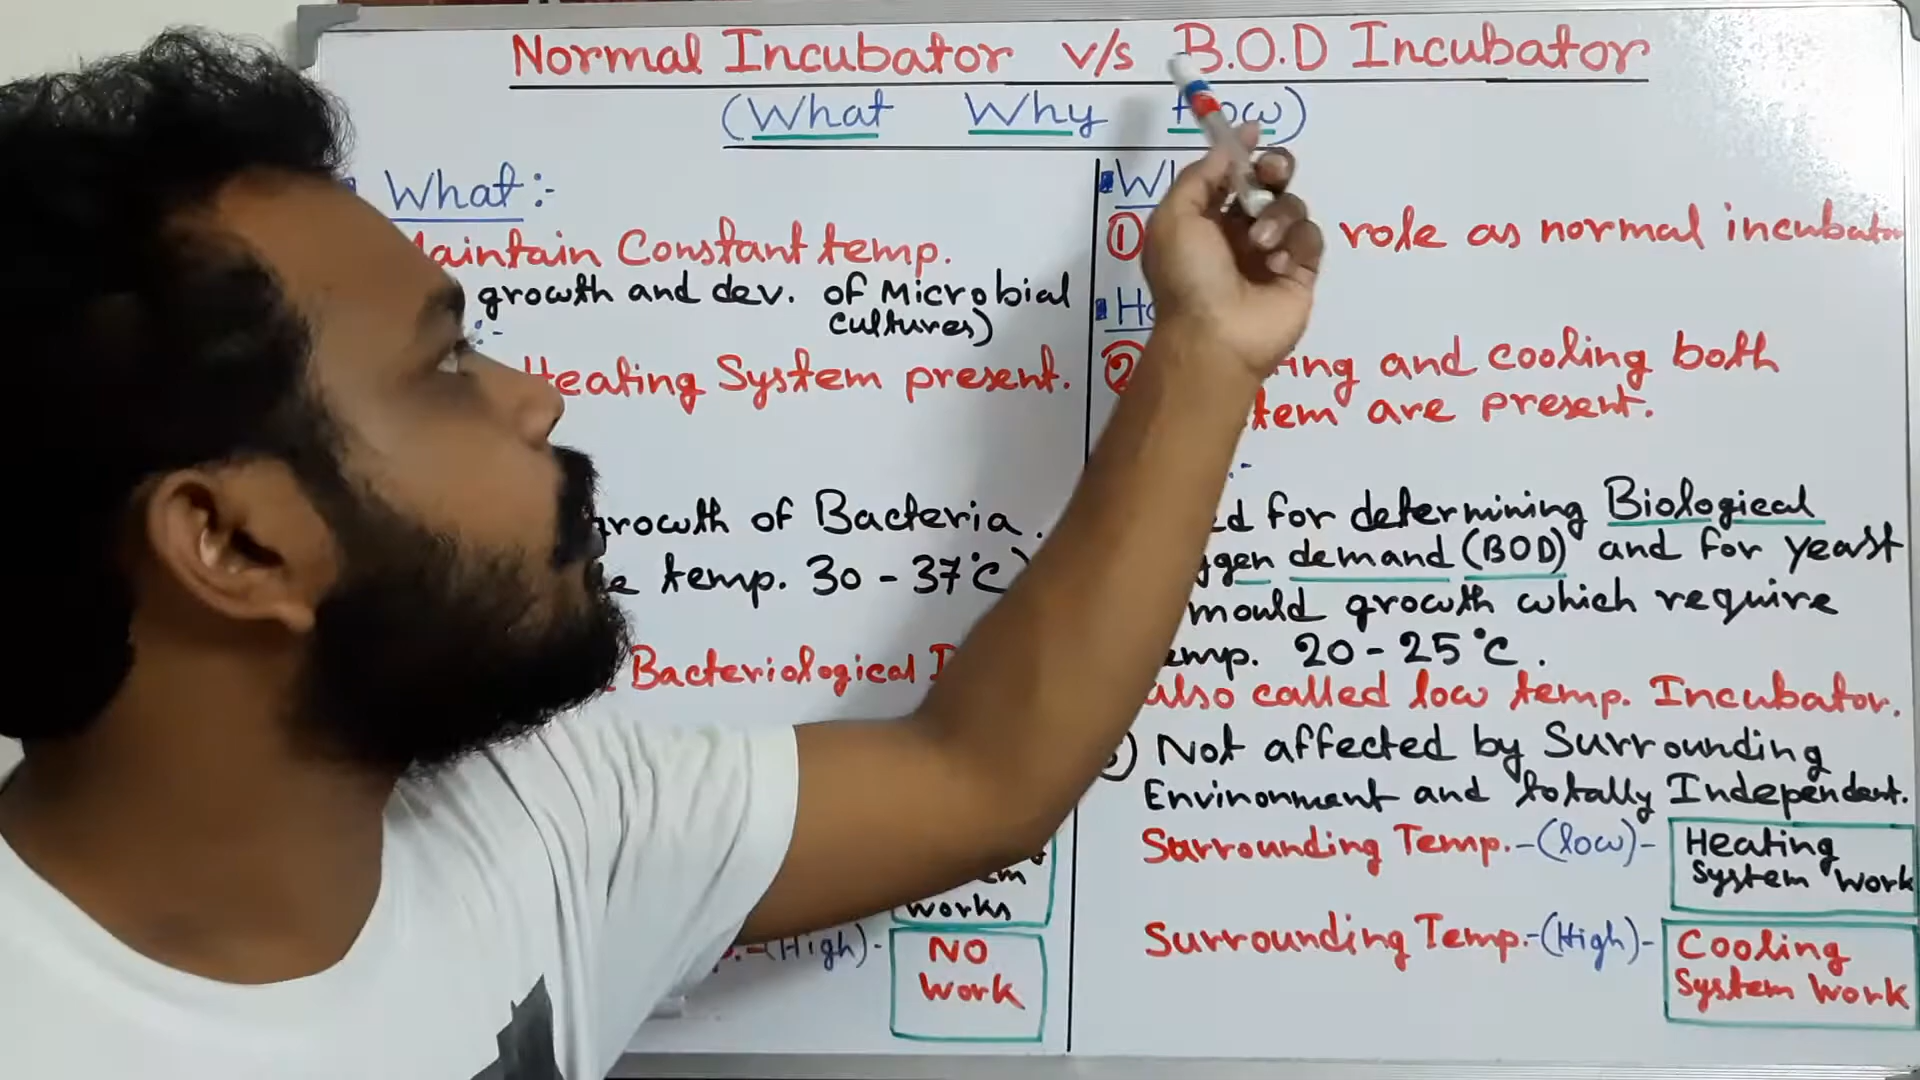 Normal Incubator v/s B.O.D Incubator
(What Why How)
What:-
Maintain Constant temp.
growth and dev. of Microbial
cultures)
Heating System present.
growth of Bacteria.
temp. 30-37°C)
Bacteriological
works
(High)-
NO
Work
①
role as normal incubator
②
and cooling both
are present.
for determining Biological
demand (BOD) and for yeast
mould growth which require
temp. 20-25°C.
also called low temp. Incubator.
Not affected by Surrounding
Environment and totally Independent.
Sarrounding Temp.-(low)-
Heating
System Work
Surrounding Temp.-(High)-
Cooling
System Work